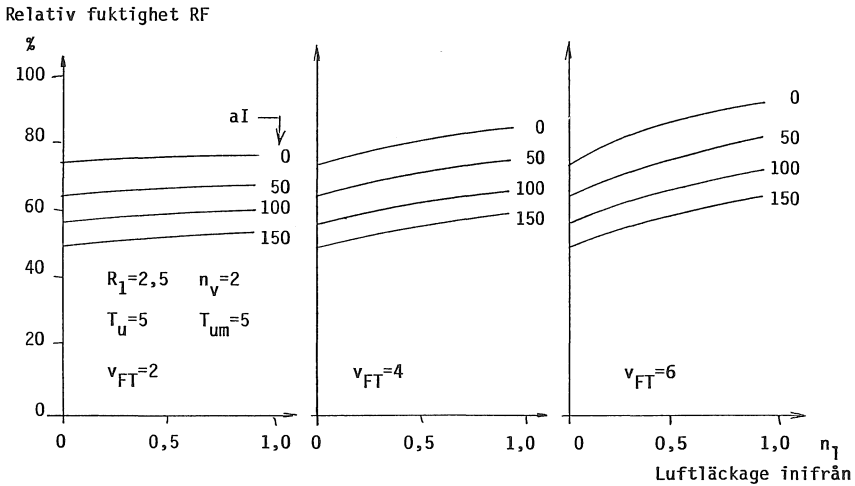 Relativ fuktighet RF
%
100
80
60
40
20
0
aI
0
50
100
150
R1=2,5 nv=2
Tu=5 Tum=5
vFT=2
0 0,5 1,0
0
50
100
150
vFT=4
0 0,5 1,0
0
50
100
150
vFT=6
0 0,5 1,0 n1
Luftläckage inifrån